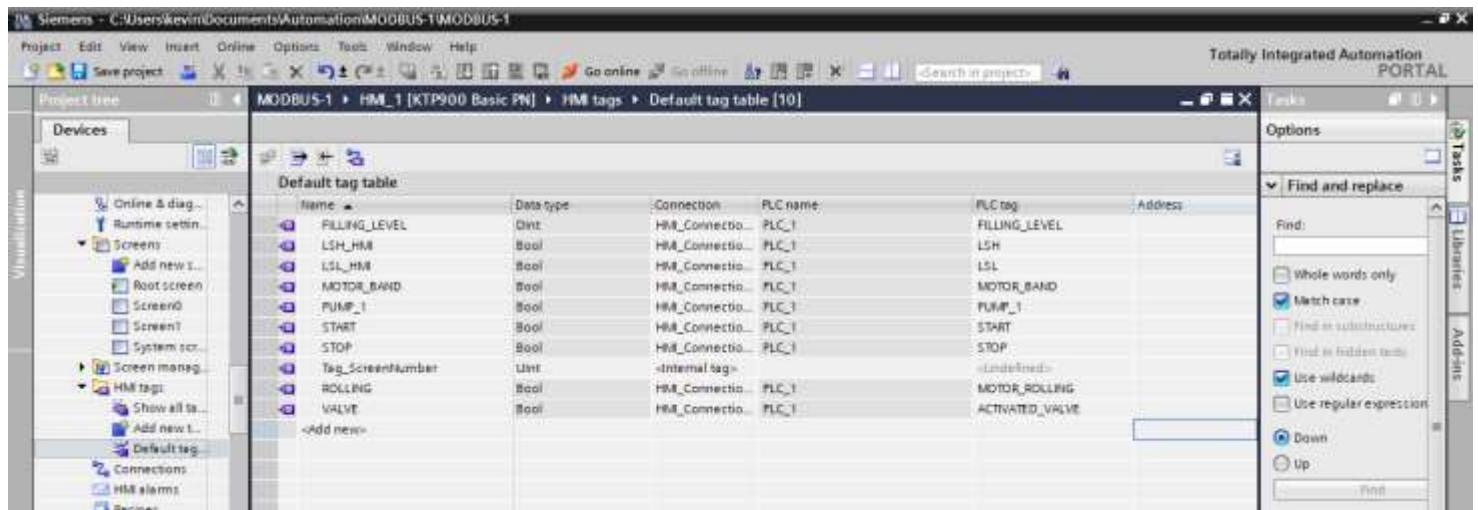 Siemens - C:\Users\kevin\Documents\Automation\MODBUS-1\MODBUS-1
Project Edit View Insert Online Options Tools Window Help
Totally Integrated Automation
PORTAL
Save project Go online Go offline <Search in project>
Project tree
MODBUS-1 ▸ HMI_1 [KTP900 Basic PN] ▸ HMI tags ▸ Default tag table [10]
Tasks
Devices
Options
Default tag table
Find and replace
Name Data type Connection PLC name PLC tag Address
FILLING_LEVEL DInt HMI_Connectio... PLC_1 FILLING_LEVEL
LSH_HMI Bool HMI_Connectio... PLC_1 LSH
LSL_HMI Bool HMI_Connectio... PLC_1 LSL
MOTOR_BAND Bool HMI_Connectio... PLC_1 MOTOR_BAND
PUMP_1 Bool HMI_Connectio... PLC_1 PUMP_1
START Bool HMI_Connectio... PLC_1 START
STOP Bool HMI_Connectio... PLC_1 STOP
Tag_ScreenNumber UInt <Internal tag> <Undefined>
ROLLING Bool HMI_Connectio... PLC_1 MOTOR_ROLLING
VALVE Bool HMI_Connectio... PLC_1 ACTIVATED_VALVE
<Add new>
Online & diag...
Runtime settin...
Screens
Add new s...
Root screen
Screen0
Screen1
System scr...
Screen manag...
HMI tags
Show all ta...
Add new t...
Default tag...
Connections
HMI alarms
Recipes
Find:
Whole words only
Match case
Find in substructures
Find in hidden texts
Use wildcards
Use regular expression
Down
Up
Find
Visualization
Tasks
Libraries
Add-ins